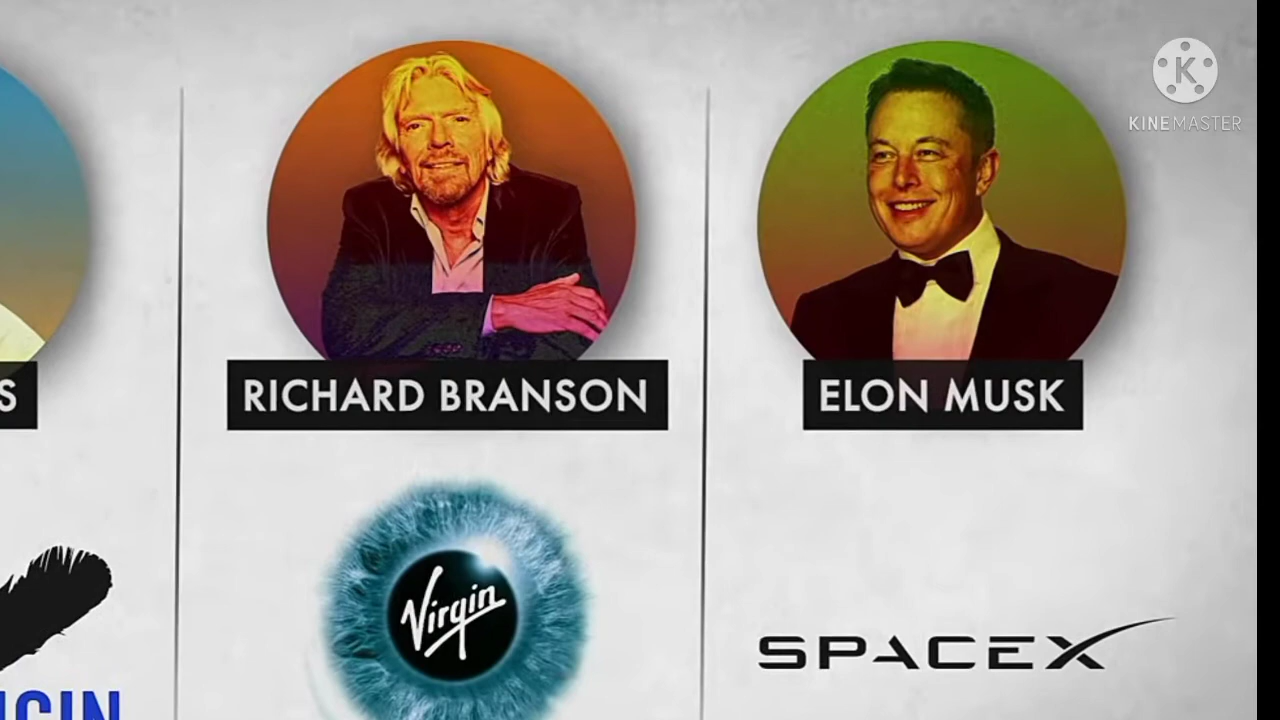 KINEMASTER
S
RICHARD BRANSON
ELON MUSK
Virgin
SPACEX